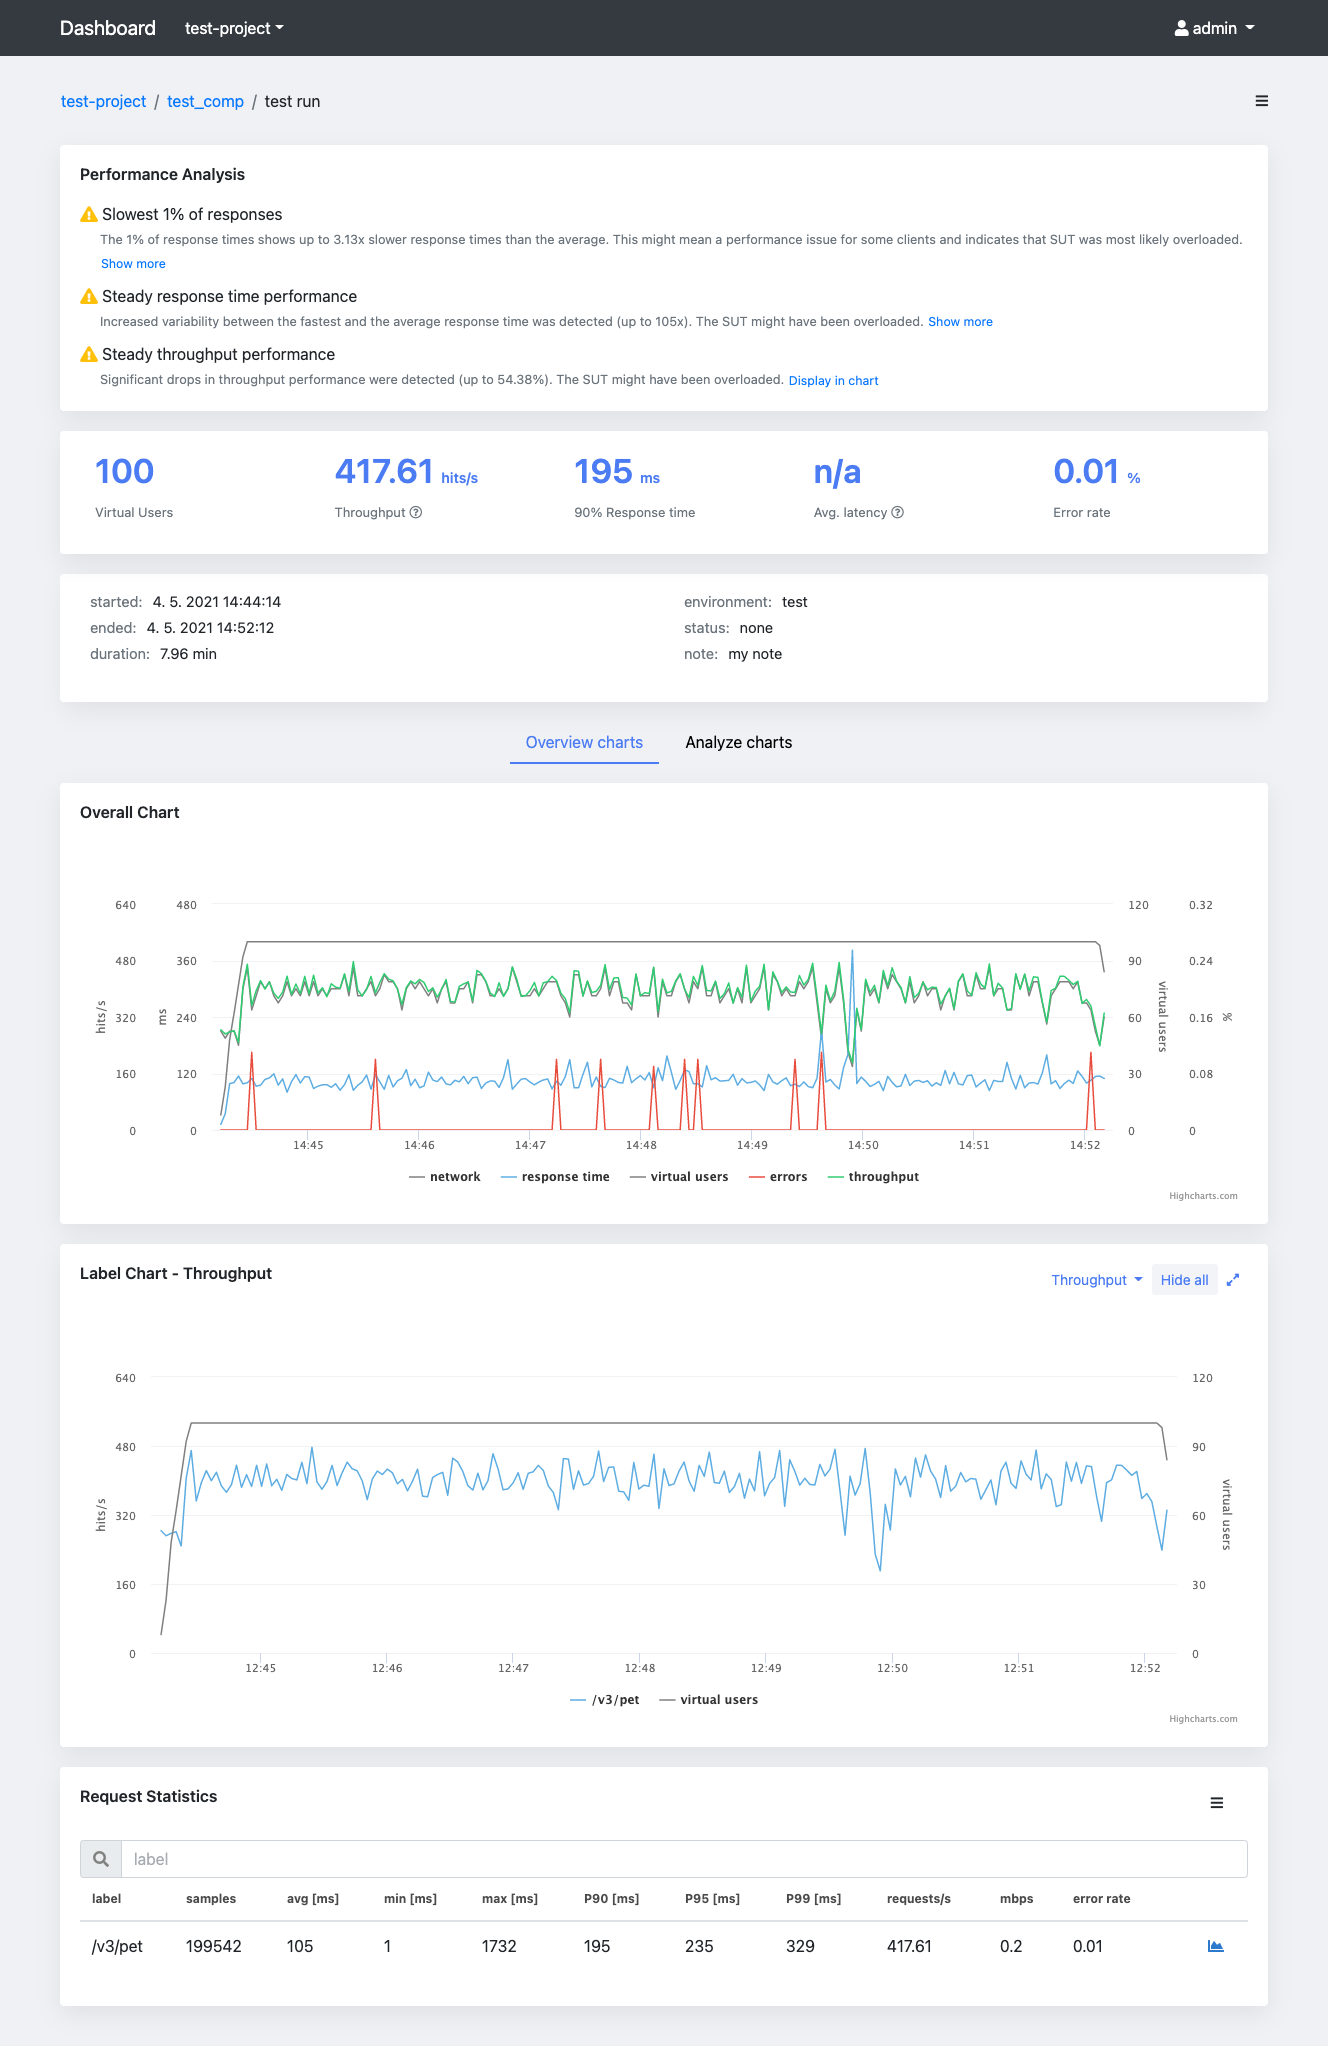 Dashboard test-project admin
test-project / test_comp / test run
Performance Analysis
Slowest 1% of responses
The 1% of response times shows up to 3.13x slower response times than the average. This might mean a performance issue for some clients and indicates that SUT was most likely overloaded.
Show more
Steady response time performance
Increased variability between the fastest and the average response time was detected (up to 105x). The SUT might have been overloaded. Show more
Steady throughput performance
Significant drops in throughput performance were detected (up to 54.38%). The SUT might have been overloaded. Display in chart
100 417.61 hits/s 195 ms n/a 0.01 %
Virtual Users Throughput 90% Response time Avg. latency Error rate
started: 4. 5. 2021 14:44:14 environment: test
ended: 4. 5. 2021 14:52:12 status: none
duration: 7.96 min note: my note
Overview charts Analyze charts
Overall Chart
640 480 120 0.32
480 360 90 0.24
hits/s ms virtual users %
320 240 60 0.16
160 120 30 0.08
0 0 0 0
14:45 14:46 14:47 14:48 14:49 14:50 14:51 14:52
network response time virtual users errors throughput
Highcharts.com
Label Chart - Throughput
Throughput Hide all
640 120
480 90
hits/s virtual users
320 60
160 30
0 0
12:45 12:46 12:47 12:48 12:49 12:50 12:51 12:52
/v3/pet virtual users
Highcharts.com
Request Statistics
label
label samples avg [ms] min [ms] max [ms] P90 [ms] P95 [ms] P99 [ms] requests/s mbps error rate
/v3/pet 199542 105 1 1732 195 235 329 417.61 0.2 0.01